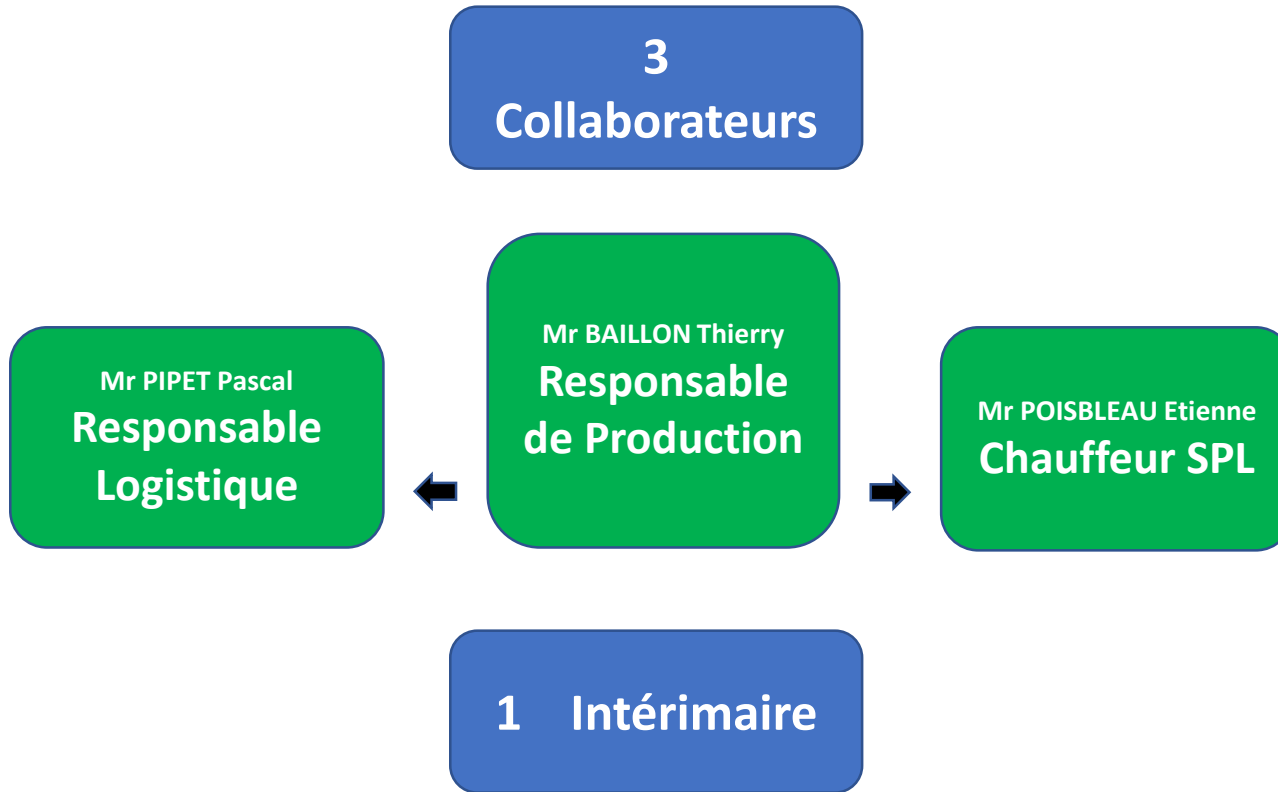 3
Collaborateurs
Mr BAILLON Thierry
Responsable
de Production
Mr PIPET Pascal
Responsable
Logistique
Mr POISBLEAU Etienne
Chauffeur SPL
1 Intérimaire